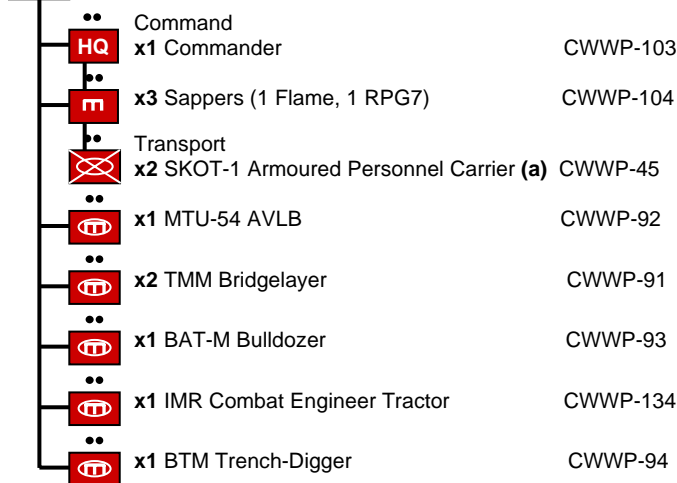 Command
HQ x1 Commander CWWP-103
x3 Sappers (1 Flame, 1 RPG7) CWWP-104
Transport
x2 SKOT-1 Armoured Personnel Carrier (a) CWWP-45
x1 MTU-54 AVLB CWWP-92
x2 TMM Bridgelayer CWWP-91
x1 BAT-M Bulldozer CWWP-93
x1 IMR Combat Engineer Tractor CWWP-134
x1 BTM Trench-Digger CWWP-94